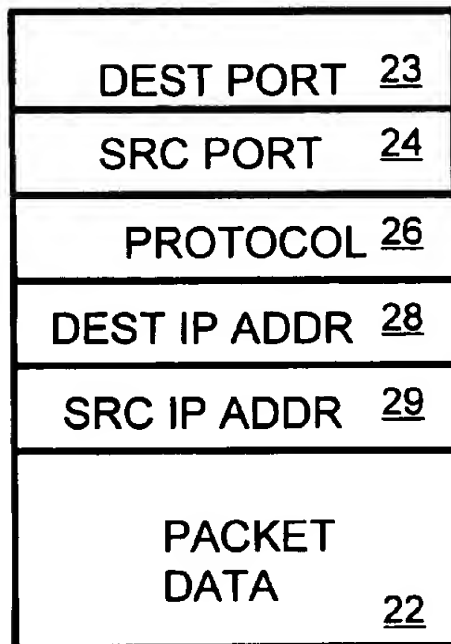 DEST PORT 23
SRC PORT 24
PROTOCOL 26
DEST IP ADDR 28
SRC IP ADDR 29
PACKET
DATA
22